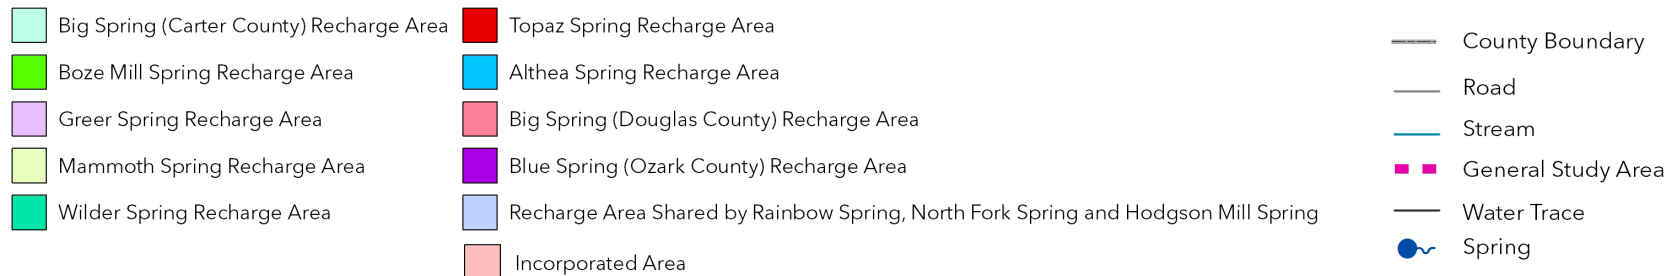 Big Spring (Carter County) Recharge Area
Boze Mill Spring Recharge Area
Greer Spring Recharge Area
Mammoth Spring Recharge Area
Wilder Spring Recharge Area
Topaz Spring Recharge Area
Althea Spring Recharge Area
Big Spring (Douglas County) Recharge Area
Blue Spring (Ozark County) Recharge Area
Recharge Area Shared by Rainbow Spring, North Fork Spring and Hodgson Mill Spring
Incorporated Area
County Boundary
Road
Stream
General Study Area
Water Trace
Spring